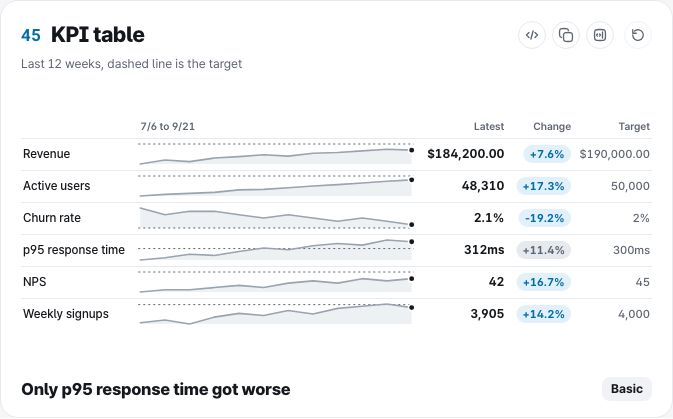 45 KPI table
Last 12 weeks, dashed line is the target
7/6 to 9/21 Latest Change Target
Revenue $184,200.00 +7.6% $190,000.00
Active users 48,310 +17.3% 50,000
Churn rate 2.1% -19.2% 2%
p95 response time 312ms +11.4% 300ms
NPS 42 +16.7% 45
Weekly signups 3,905 +14.2% 4,000
Only p95 response time got worse Basic